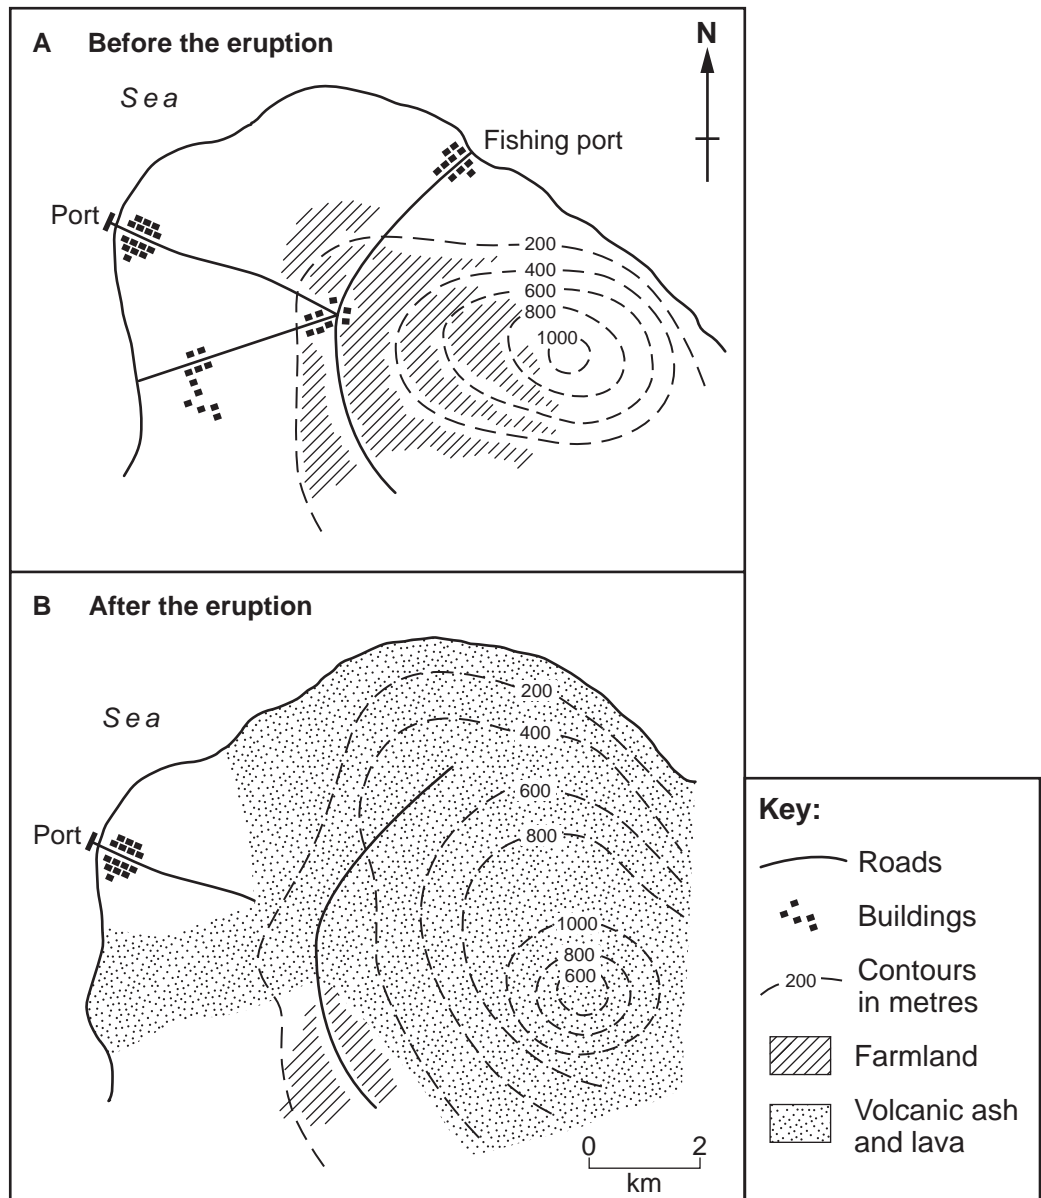 A Before the eruption
N
Sea
Fishing port
Port
200
400
600
800
1000
B After the eruption
Sea
200
400
600
800
Port
1000
800
600
0 2
km
Key:
Roads
Buildings
200
Contours
in metres
Farmland
Volcanic ash
and lava